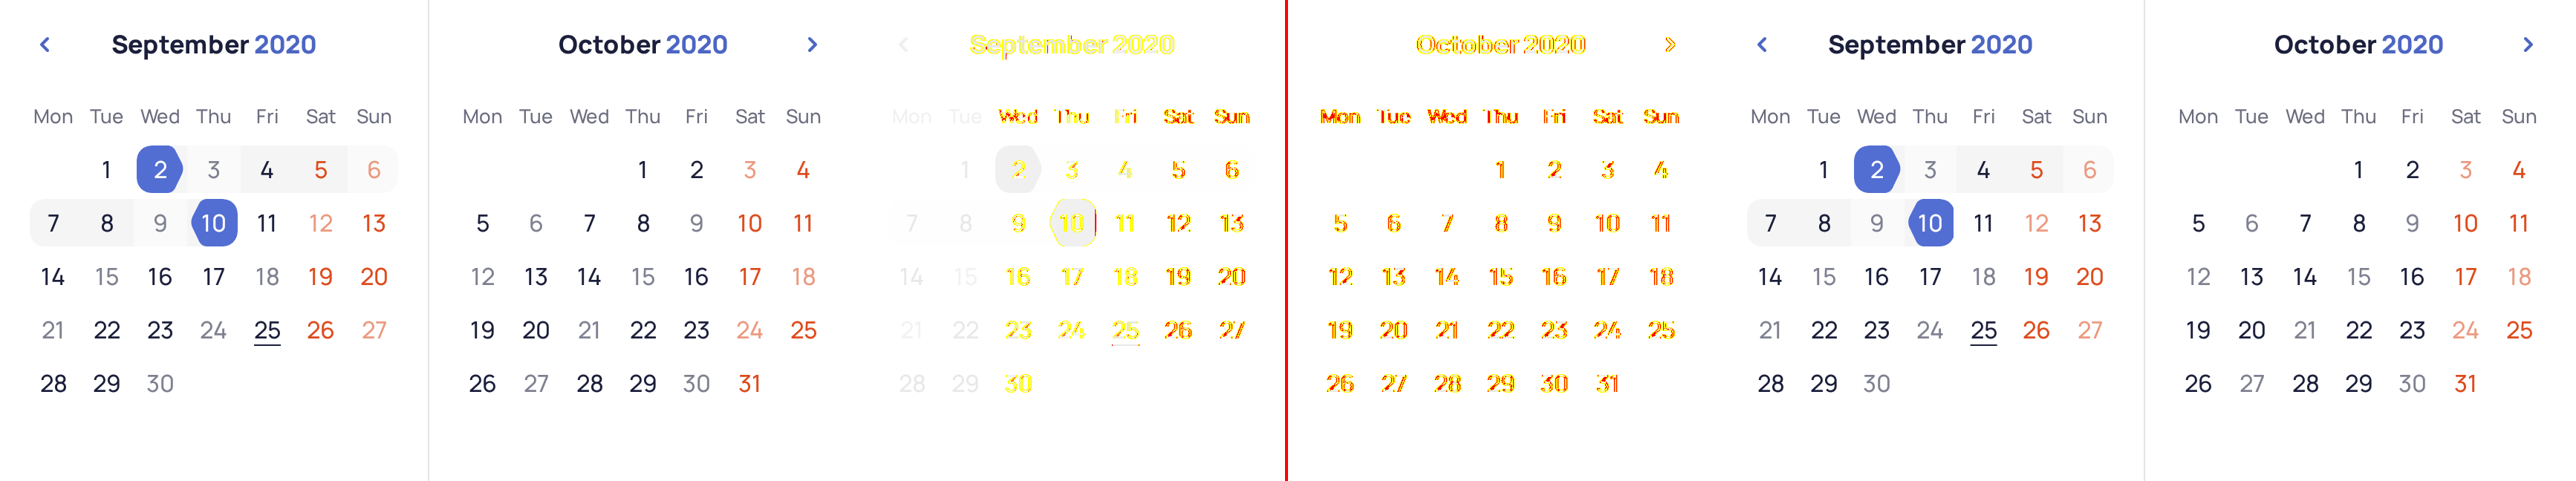 September 2020 October 2020 September 2020 October 2020 September 2020 October 2020
Mon Tue Wed Thu Fri Sat Sun Mon Tue Wed Thu Fri Sat Sun Mon Tue Wed Thu Fri Sat Sun Mon Tue Wed Thu Fri Sat Sun Mon Tue Wed Thu Fri Sat Sun Mon Tue Wed Thu Fri Sat Sun
1 2 3 4 5 6 1 2 3 4 1 2 3 4 5 6 1 2 3 4 1 2 3 4 5 6 1 2 3 4
7 8 9 10 11 12 13 5 6 7 8 9 10 11 7 8 9 10 11 12 13 5 6 7 8 9 10 11 7 8 9 10 11 12 13 5 6 7 8 9 10 11
14 15 16 17 18 19 20 12 13 14 15 16 17 18 14 15 16 17 18 19 20 12 13 14 15 16 17 18 14 15 16 17 18 19 20 12 13 14 15 16 17 18
21 22 23 24 25 26 27 19 20 21 22 23 24 25 21 22 23 24 25 26 27 19 20 21 22 23 24 25 21 22 23 24 25 26 27 19 20 21 22 23 24 25
28 29 30 26 27 28 29 30 31 28 29 30 26 27 28 29 30 31 28 29 30 26 27 28 29 30 31